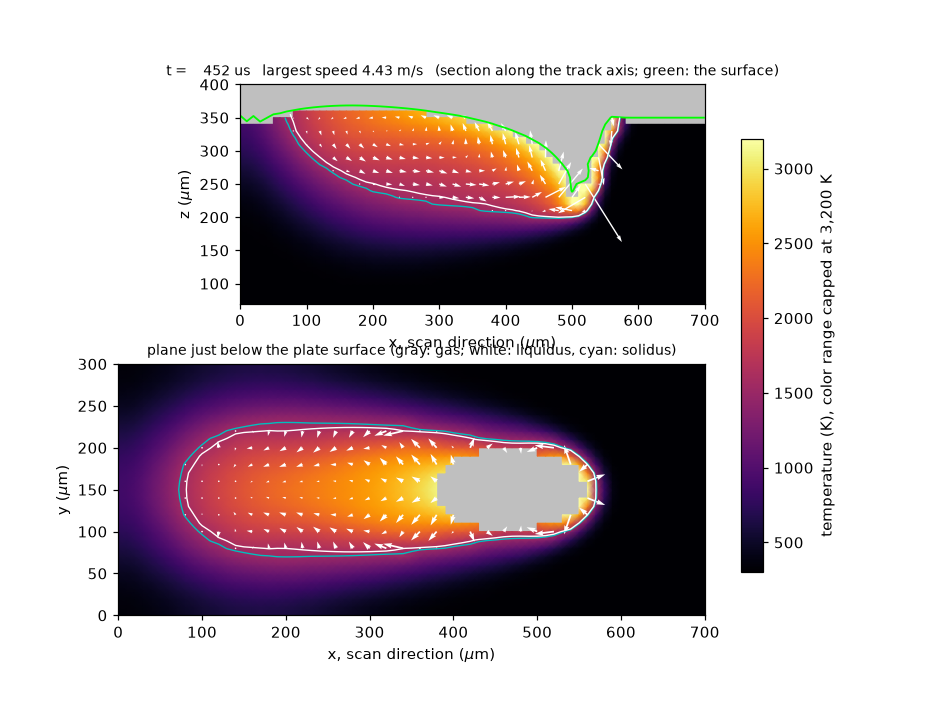 t =    452 us   largest speed 4.43 m/s   (section along the track axis; green: the surface)
400
350
300
250
200
150
100
z (μm)
0 100 200 300 400 500 600 700
x, scan direction (μm)
plane just below the plate surface (gray: gas; white: liquidus, cyan: solidus)
300
250
200
150
100
50
0
y (μm)
0 100 200 300 400 500 600 700
x, scan direction (μm)
3000
2500
2000
1500
1000
500
temperature (K), color range capped at 3,200 K